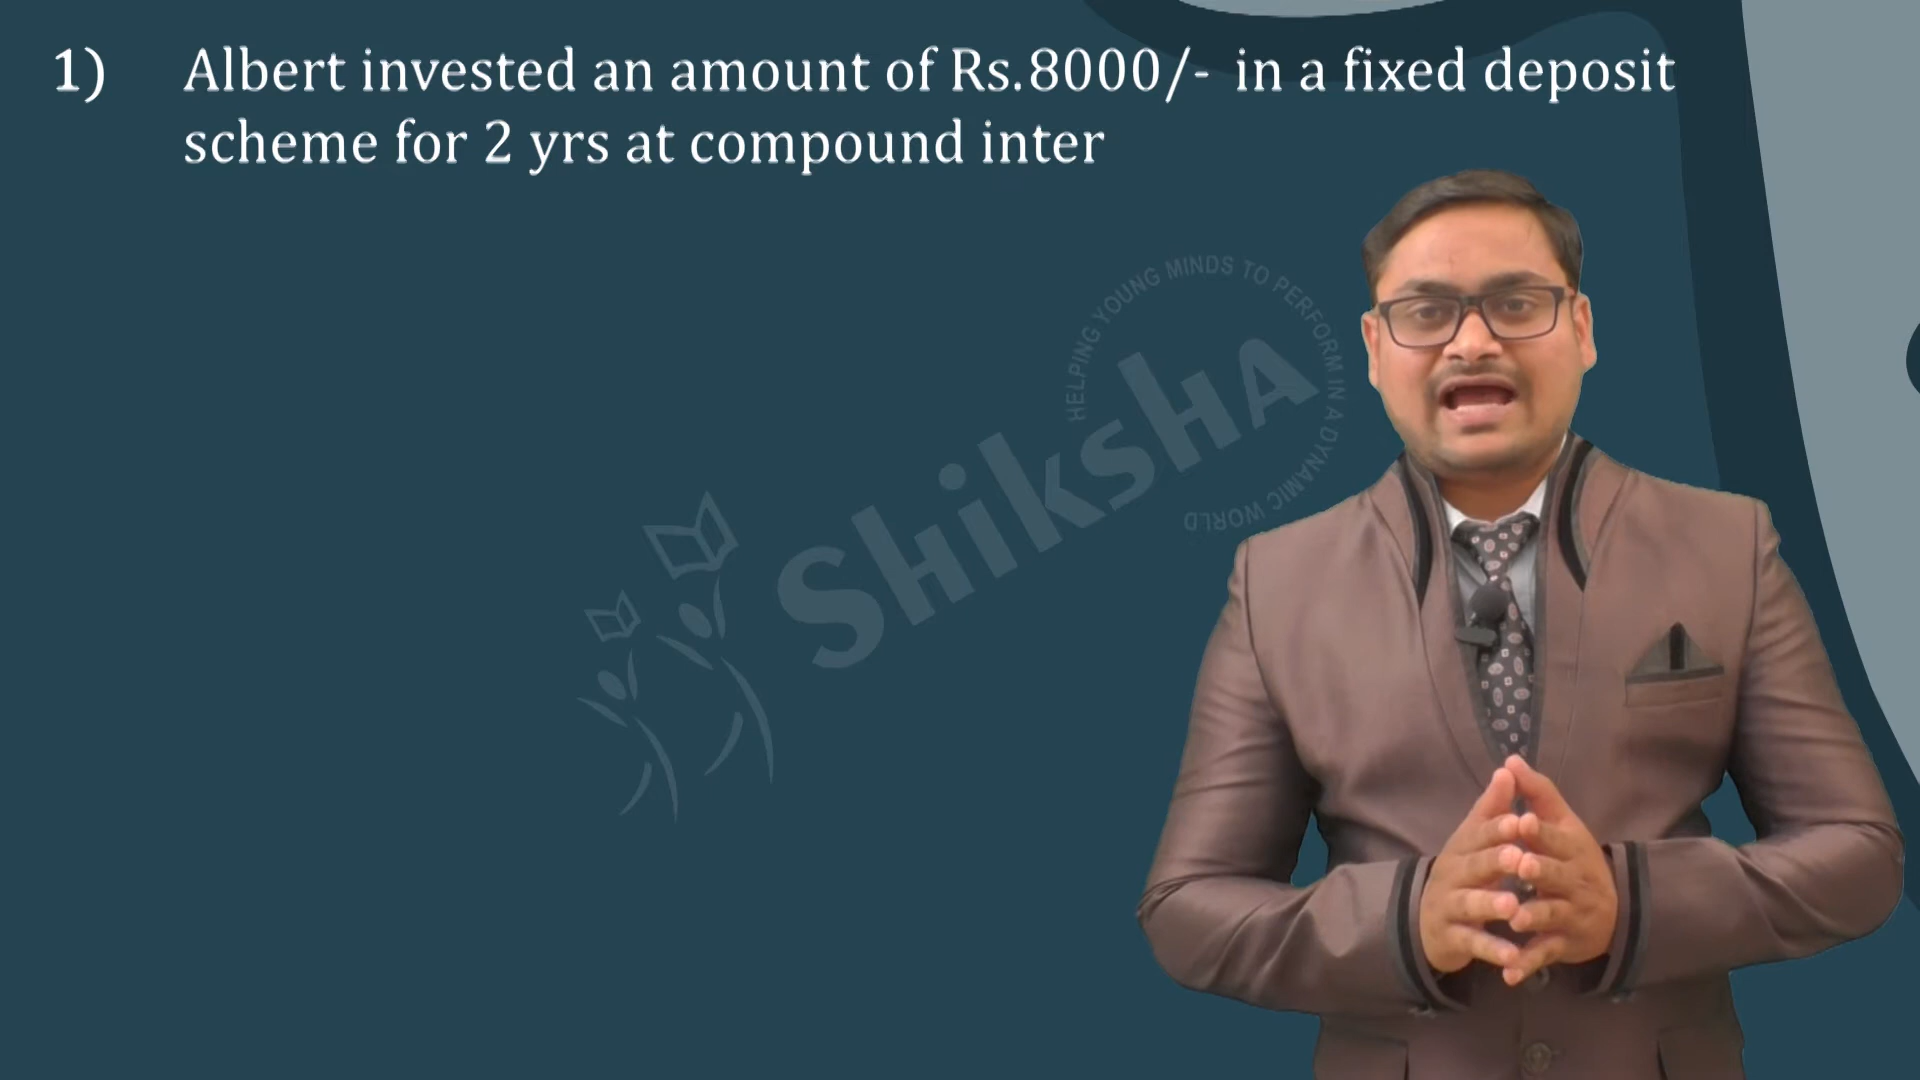 1) Albert invested an amount of Rs.8000/- in a fixed deposit
scheme for 2 yrs at compound inter
HELPING YOUNG MINDS TO PERFORM IN A DYNAMIC WORLD
ShiksHA